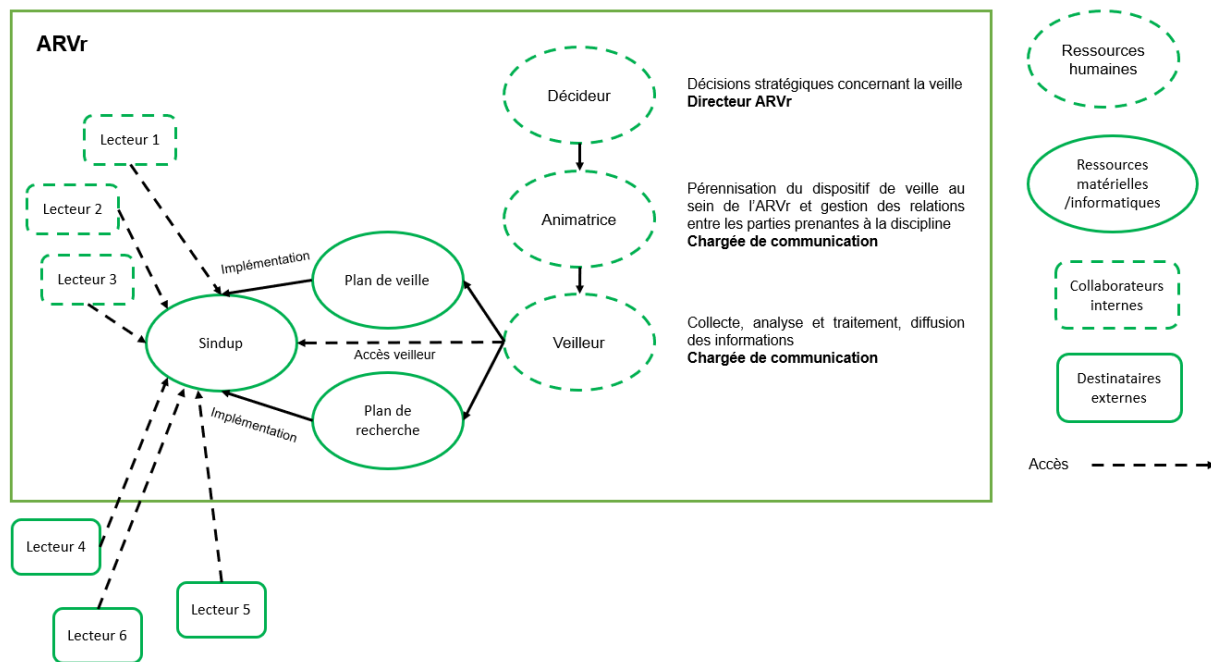 ARVr
Décideur
Décisions stratégiques concernant la veille
Directeur ARVr
Lecteur 1
Lecteur 2
Lecteur 3
Animatrice
Pérennisation du dispositif de veille au
sein de l'ARVr et gestion des relations
entre les parties prenantes à la discipline
Chargée de communication
Implémentation
Plan de veille
Sindup
Accès veilleur
Veilleur
Collecte, analyse et traitement, diffusion
des informations
Chargée de communication
Implémentation
Plan de
recherche
Lecteur 4
Lecteur 5
Lecteur 6
Ressources
humaines
Ressources
matérielles
/informatiques
Collaborateurs
internes
Destinataires
externes
Accès